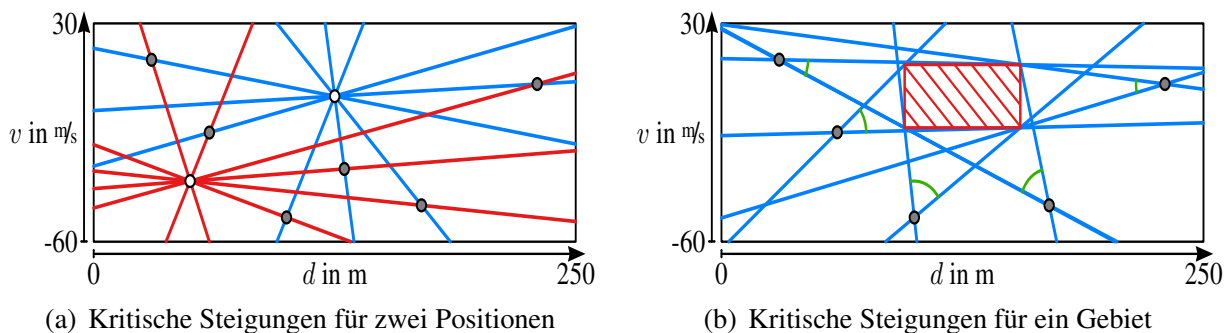 30
v in m/s
-60
0
d in m
250
(a) Kritische Steigungen für zwei Positionen
30
v in m/s
-60
0
d in m
250
(b) Kritische Steigungen für ein Gebiet